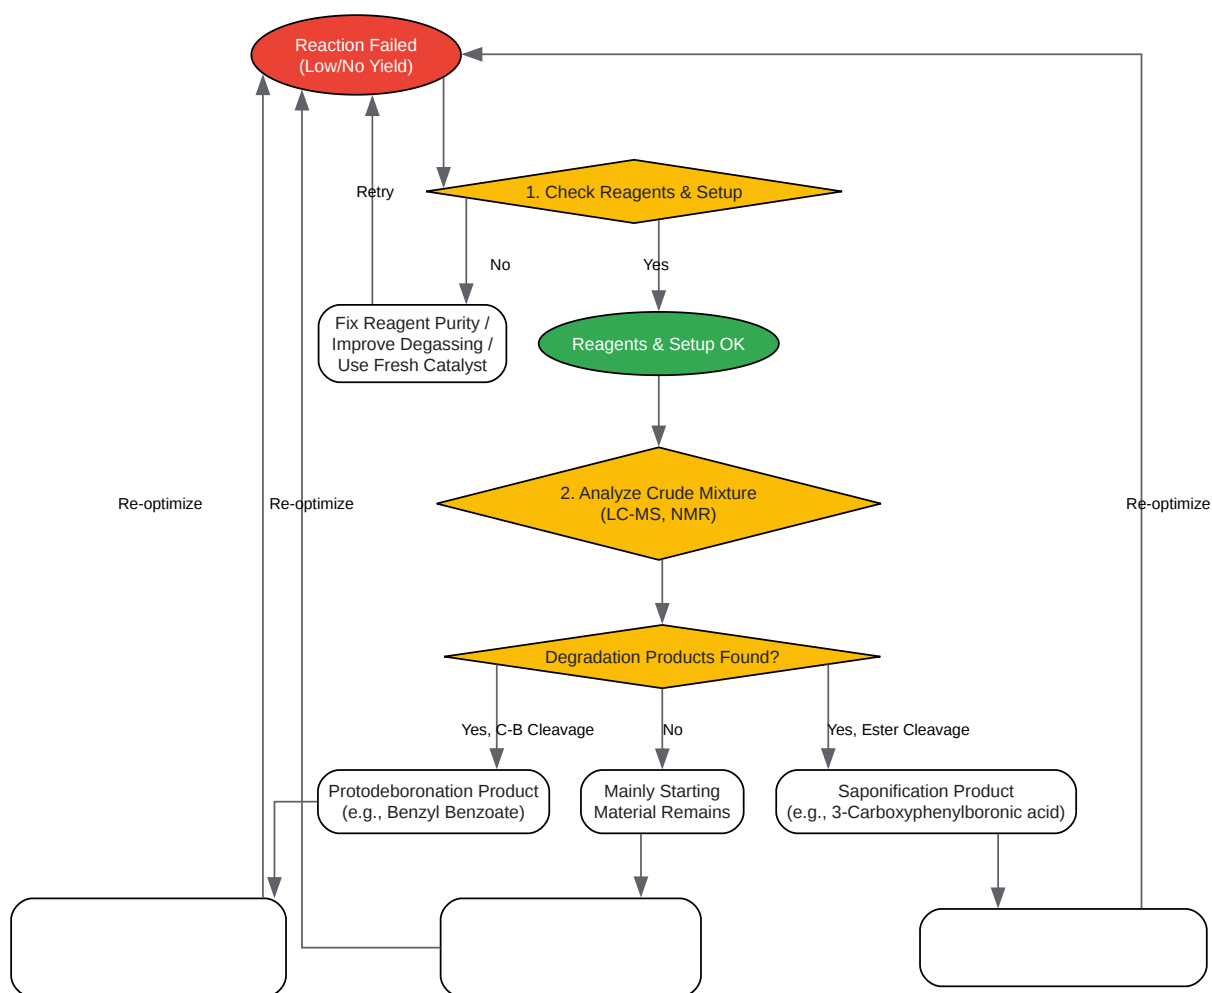 Reaction Failed
(Low/No Yield)
Retry
1. Check Reagents & Setup
No
Yes
Fix Reagent Purity /
Improve Degassing /
Use Fresh Catalyst
Reagents & Setup OK
Re-optimize
Re-optimize
2. Analyze Crude Mixture
(LC-MS, NMR)
Re-optimize
Degradation Products Found?
Yes, C-B Cleavage
No
Yes, Ester Cleavage
Protodeboronation Product
(e.g., Benzyl Benzoate)
Mainly Starting
Material Remains
Saponification Product
(e.g., 3-Carboxyphenylboronic acid)